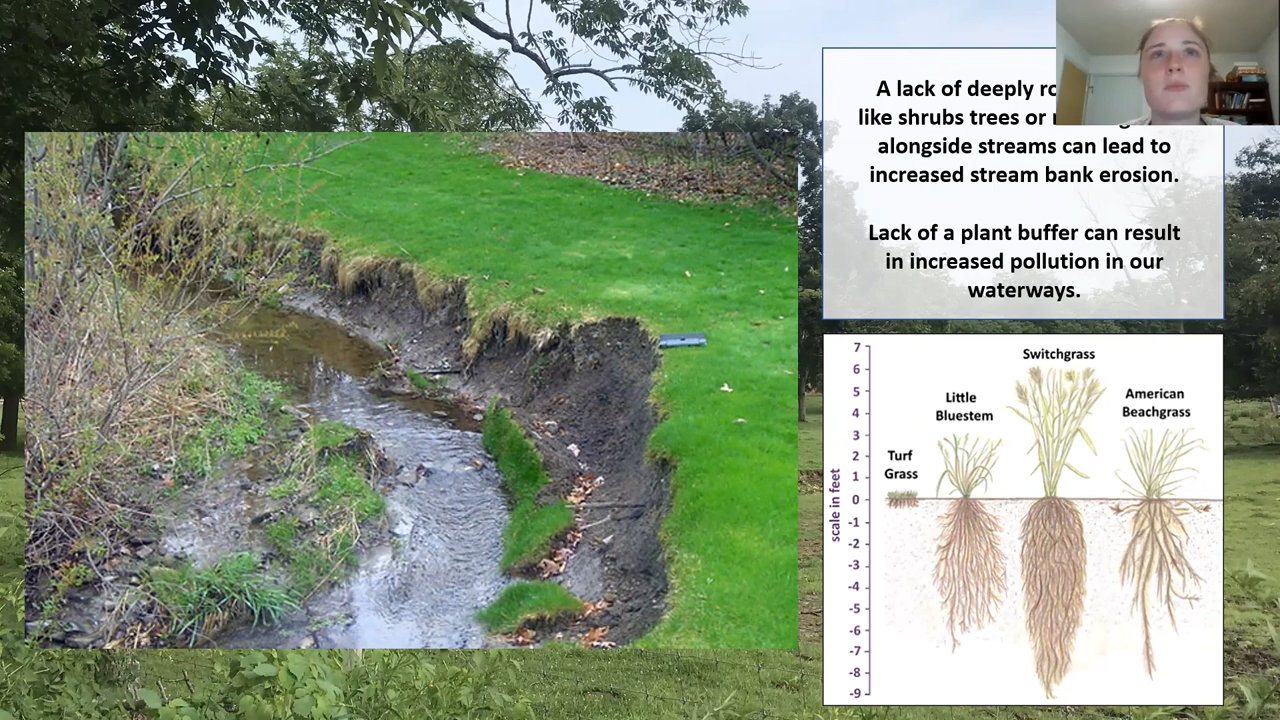 A lack of deeply
like shrubs trees or
alongside streams can lead to
increased stream bank erosion.
Lack of a plant buffer can result
in increased pollution in our
waterways.
7
6
5
4
3
2
1
0
-1
-2
-3
-4
-5
-6
-7
-8
-9
scale in feet
Turf
Grass
Little
Bluestem
Switchgrass
American
Beachgrass